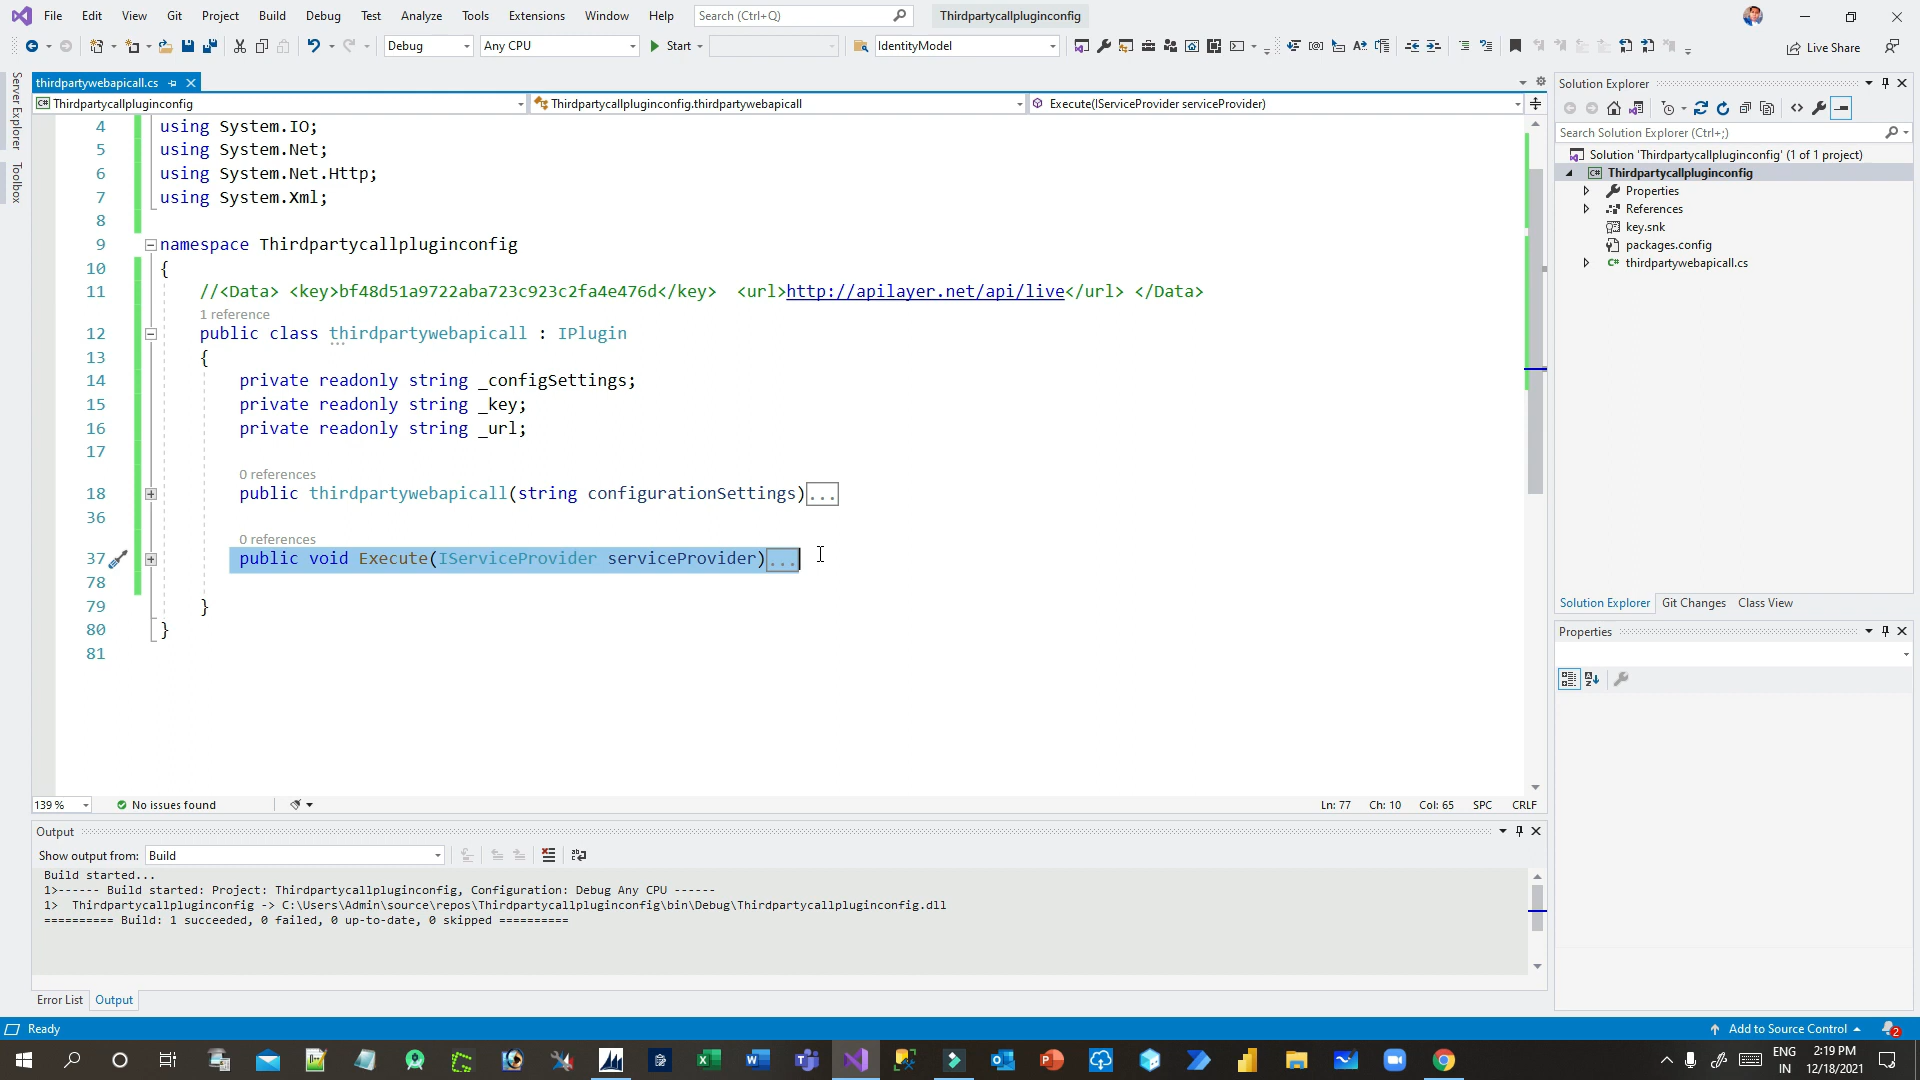 File Edit View Git Project Build Debug Test Analyze Tools Extensions Window Help Search (Ctrl+Q) Thirdpartycallpluginconfig
Debug Any CPU Start IdentityModel Live Share
Server Explorer
Toolbox
thirdpartywebapicall.cs
Thirdpartycallpluginconfig Thirdpartycallpluginconfig.thirdpartywebapicall Execute(IServiceProvider serviceProvider)
4 using System.IO;
5 using System.Net;
6 using System.Net.Http;
7 using System.Xml;
8
9 namespace Thirdpartycallpluginconfig
10 {
11 //<Data> <key>bf48d51a9722aba723c923c2fa4e476d</key> <url>http://apilayer.net/api/live</url> </Data>
1 reference
12 public class thirdpartywebapicall : IPlugin
13 {
14 private readonly string _configSettings;
15 private readonly string _key;
16 private readonly string _url;
17
0 references
18 public thirdpartywebapicall(string configurationSettings)...
36
0 references
37 public void Execute(IServiceProvider serviceProvider)...
78
79 }
80 }
81
139 % No issues found Ln: 77 Ch: 10 Col: 65 SPC CRLF
Output
Show output from: Build
Build started...
1>------ Build started: Project: Thirdpartycallpluginconfig, Configuration: Debug Any CPU ------
1> Thirdpartycallpluginconfig -> C:\Users\Admin\source\repos\Thirdpartycallpluginconfig\bin\Debug\Thirdpartycallpluginconfig.dll
========== Build: 1 succeeded, 0 failed, 0 up-to-date, 0 skipped ==========
Error List Output
Solution Explorer
Search Solution Explorer (Ctrl+;)
Solution 'Thirdpartycallpluginconfig' (1 of 1 project)
Thirdpartycallpluginconfig
Properties
References
key.snk
packages.config
thirdpartywebapicall.cs
Solution Explorer Git Changes Class View
Properties
Ready Add to Source Control 2
ENG 2:19 PM
IN 12/18/2021